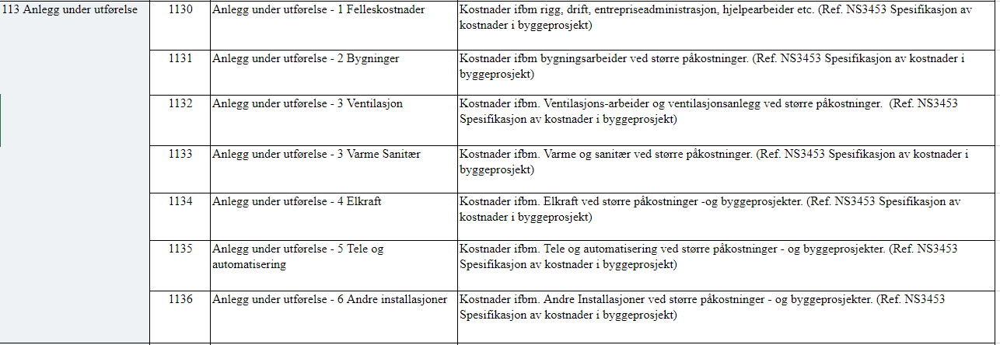 113 Anlegg under utførelse
1130
Anlegg under utførelse - 1 Felleskostnader
Kostnader ifbm rigg, drift, entrepriseadministrasjon, hjelpearbeider etc. (Ref. NS3453 Spesifikasjon av
kostnader i byggeprosjekt)
1131
Anlegg under utførelse - 2 Bygninger
Kostnader ifbm bygningsarbeider ved større påkostninger. (Ref. NS3453 Spesifikasjon av kostnader i
byggeprosjekt)
1132
Anlegg under utførelse - 3 Ventilasjon
Kostnader ifbm. Ventilasjons-arbeider og ventilasjonsanlegg ved større påkostninger.  (Ref. NS3453
Spesifikasjon av kostnader i byggeprosjekt)
1133
Anlegg under utførelse - 3 Varme Sanitær
Kostnader ifbm. Varme og sanitær ved større påkostninger. (Ref. NS3453 Spesifikasjon av kostnader i
byggeprosjekt)
1134
Anlegg under utførelse - 4 Elkraft
Kostnader ifbm. Elkraft ved større påkostninger -og byggeprosjekter. (Ref. NS3453 Spesifikasjon av
kostnader i byggeprosjekt)
1135
Anlegg under utførelse - 5 Tele og
automatisering
Kostnader ifbm. Tele og automatisering ved større påkostninger - og byggeprosjekter. (Ref. NS3453
Spesifikasjon av kostnader i byggeprosjekt)
1136
Anlegg under utførelse - 6 Andre installasjoner
Kostnader ifbm. Andre Installasjoner ved større påkostninger - og byggeprosjekter. (Ref. NS3453
Spesifikasjon av kostnader i byggeprosjekt)